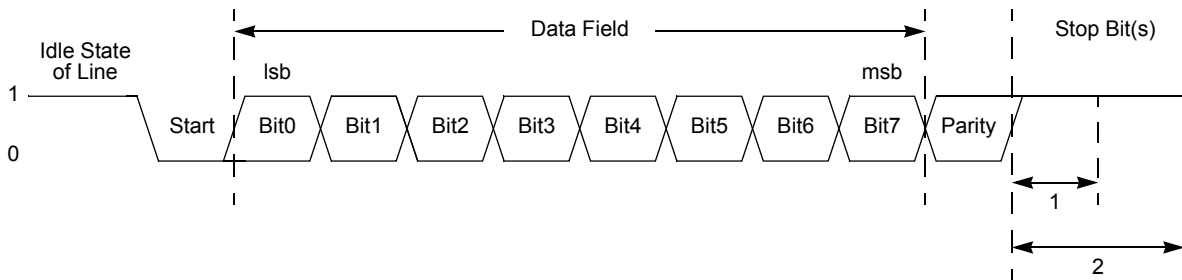 Data Field
Stop Bit(s)
Idle State
of Line
lsb
msb
1
Start
Bit0
Bit1
Bit2
Bit3
Bit4
Bit5
Bit6
Bit7
Parity
0
1
2